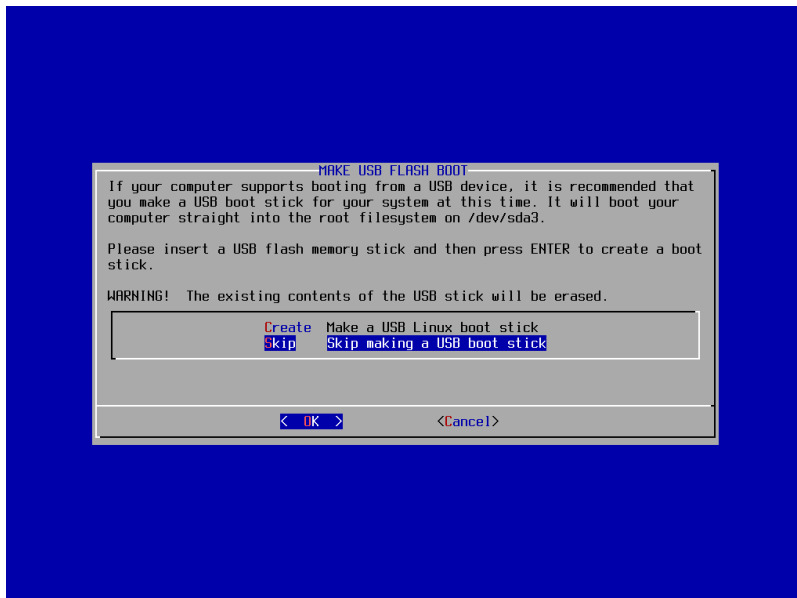 MAKE USB FLASH BOOT
If your computer supports booting from a USB device, it is recommended that
you make a USB boot stick for your system at this time. It will boot your
computer straight into the root filesystem on /dev/sda3.
Please insert a USB flash memory stick and then press ENTER to create a boot
stick.
WARNING!  The existing contents of the USB stick will be erased.
Create  Make a USB Linux boot stick
Skip    Skip making a USB boot stick
<  OK  >    <Cancel>